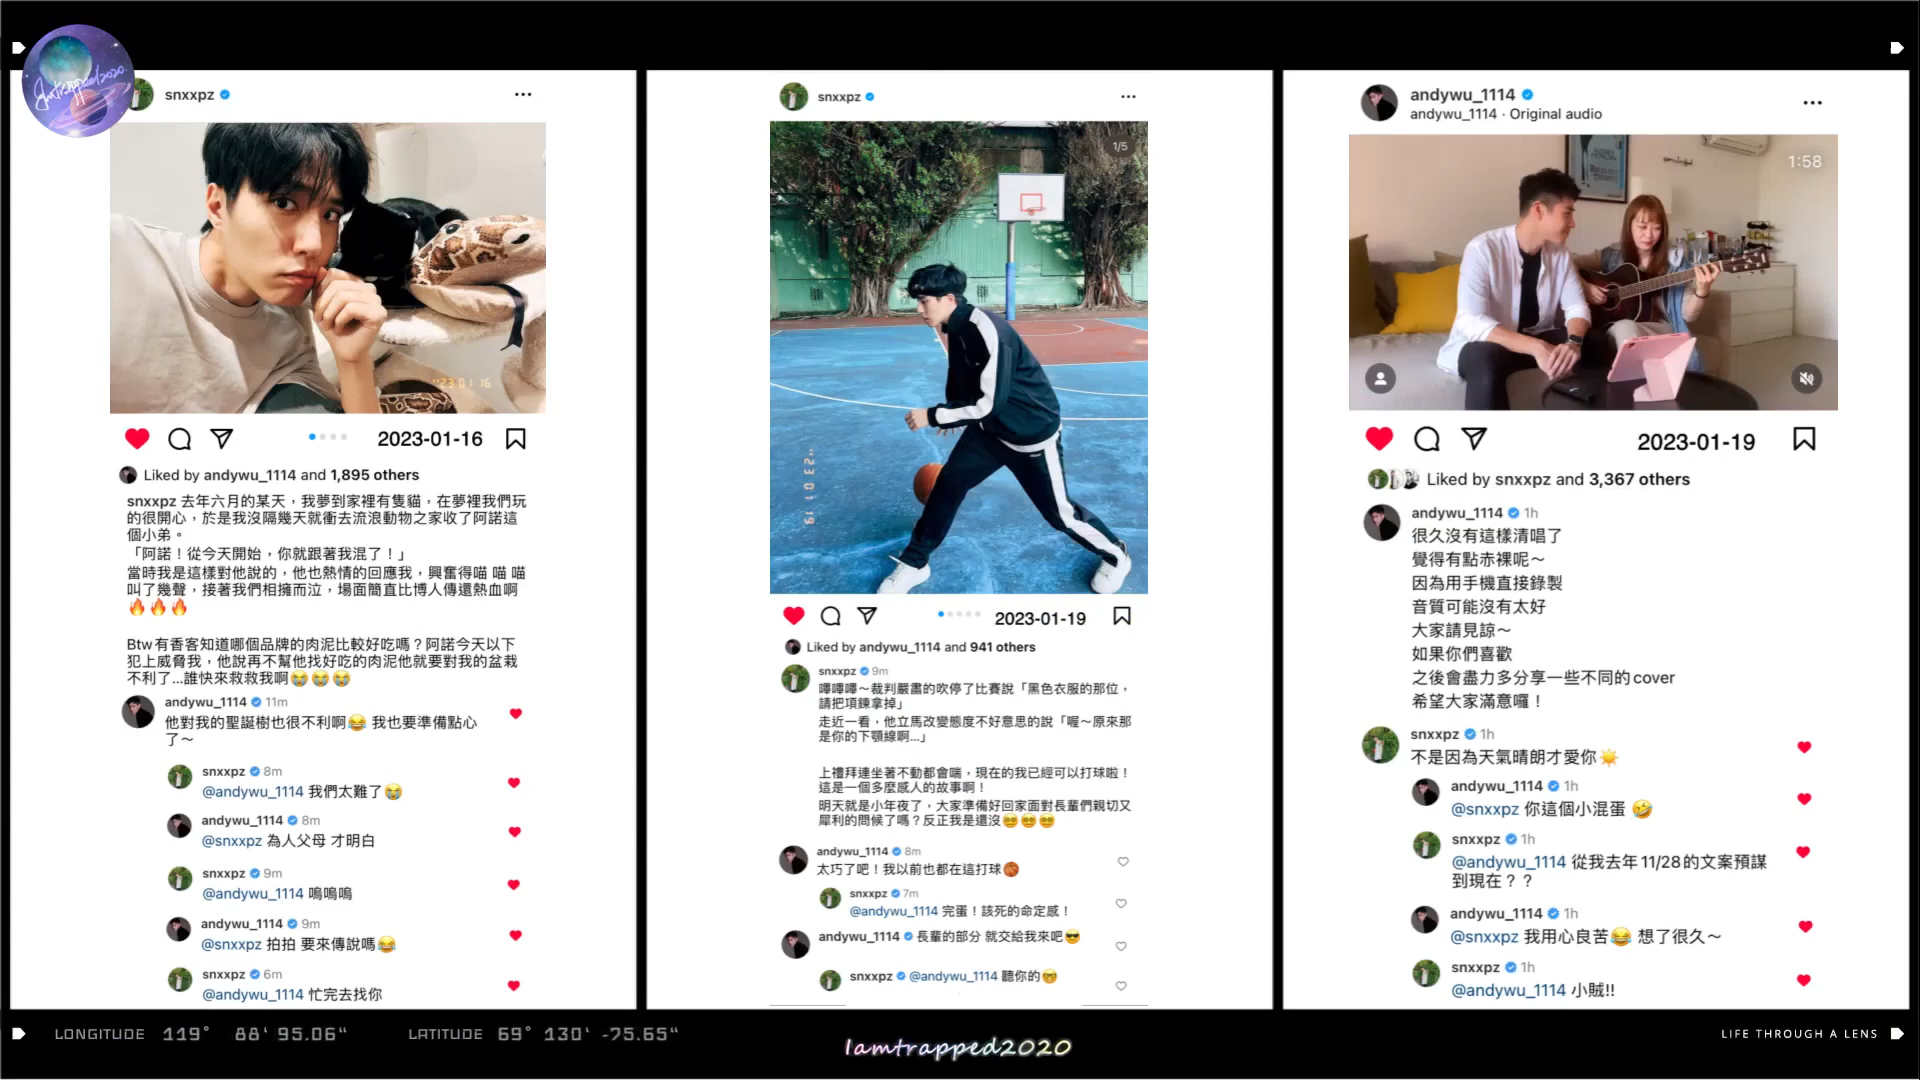 Iamtrapped2020
snxxpz
"23 01 16
2023-01-16
Liked by andywu_1114 and 1,895 others
snxxpz 去年六月的某天，我夢到家裡有隻貓，在夢裡我們玩
的很開心，於是我沒隔幾天就衝去流浪動物之家收了阿諾這
個小弟。
「阿諾！從今天開始，你就跟著我混了！」
當時我是這樣對他說的，他也熱情的回應我，興奮得喵 喵 喵
叫了幾聲，接著我們相擁而泣，場面簡直比博人傳還熱血啊
🔥🔥🔥
Btw有香客知道哪個品牌的肉泥比較好吃嗎？阿諾今天以下
犯上威脅我，他說再不幫他找好吃的肉泥他就要對我的盆栽
不利了...誰快來救救我啊😭😭😭
andywu_1114 11m
他對我的聖誕樹也很不利啊😂 我也要準備點心
了～
snxxpz 8m
@andywu_1114 我們太難了😭
andywu_1114 8m
@snxxpz 為人父母 才明白
snxxpz 9m
@andywu_1114 嗚嗚嗚
andywu_1114 9m
@snxxpz 拍拍 要來傳說嗎😂
snxxpz 6m
@andywu_1114 忙完去找你
snxxpz
1/5
"23 01 19
2023-01-19
Liked by andywu_1114 and 941 others
snxxpz 9m
嗶嗶嗶～裁判嚴肅的吹停了比賽說「黑色衣服的那位，
請把項鍊拿掉」
走近一看，他立馬改變態度不好意思的說「喔～原來那
是你的下顎線啊...」
上禮拜連坐著不動都會喘，現在的我已經可以打球啦！
這是一個多麼感人的故事啊！
明天就是小年夜了，大家準備好回家面對長輩們親切又
犀利的問候了嗎？反正我是還沒😵‍💫😵‍💫😵‍💫
andywu_1114 8m
太巧了吧！我以前也都在這打球🏀
snxxpz 7m
@andywu_1114 完蛋！該死的命定感！
andywu_1114 長輩的部分 就交給我來吧😎
snxxpz @andywu_1114 聽你的🤓
andywu_1114
andywu_1114 · Original audio
1:58
2023-01-19
Liked by snxxpz and 3,367 others
andywu_1114 1h
很久沒有這樣清唱了
覺得有點赤裸呢～
因為用手機直接錄製
音質可能沒有太好
大家請見諒～
如果你們喜歡
之後會盡力多分享一些不同的cover
希望大家滿意囉！
snxxpz 1h
不是因為天氣晴朗才愛你☀️
andywu_1114 1h
@snxxpz 你這個小混蛋 🤣
snxxpz 1h
@andywu_1114 從我去年11/28的文案預謀
到現在？？
andywu_1114 1h
@snxxpz 我用心良苦😂 想了很久～
snxxpz 1h
@andywu_1114 小賊!!
LONGITUDE 119° 88' 95.06" LATITUDE 69° 130' -75.65"
Iamtrapped2020
LIFE THROUGH A LENS